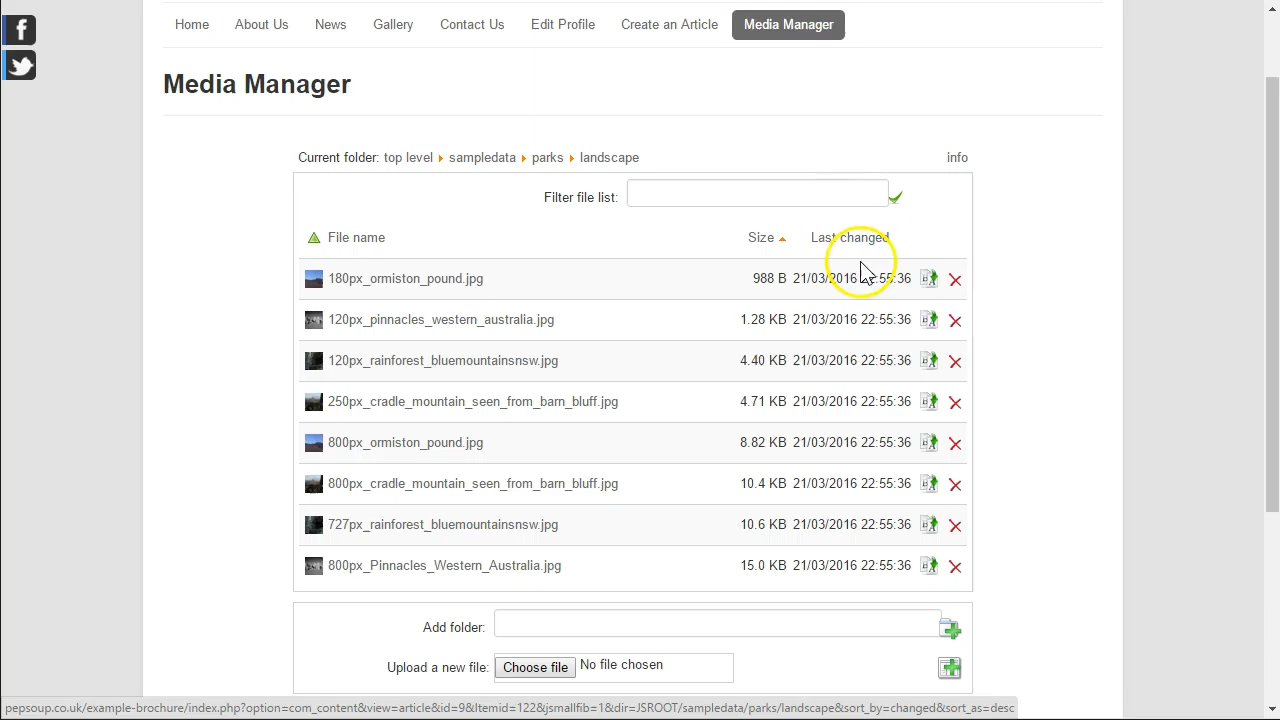 Home About Us News Gallery Contact Us Edit Profile Create an Article Media Manager
Media Manager
Current folder: top level sampledata parks landscape info
Filter file list:
File name Size Last changed
180px_ormiston_pound.jpg 988 B 21/03/2016 22:55:36
120px_pinnacles_western_australia.jpg 1.28 KB 21/03/2016 22:55:36
120px_rainforest_bluemountainsnsw.jpg 4.40 KB 21/03/2016 22:55:36
250px_cradle_mountain_seen_from_barn_bluff.jpg 4.71 KB 21/03/2016 22:55:36
800px_ormiston_pound.jpg 8.82 KB 21/03/2016 22:55:36
800px_cradle_mountain_seen_from_barn_bluff.jpg 10.4 KB 21/03/2016 22:55:36
727px_rainforest_bluemountainsnsw.jpg 10.6 KB 21/03/2016 22:55:36
800px_Pinnacles_Western_Australia.jpg 15.0 KB 21/03/2016 22:55:36
Add folder:
Upload a new file: Choose file No file chosen
pepsoup.co.uk/example-brochure/index.php?option=com_content&view=article&id=9&Itemid=122&jsmallfib=1&dir=JSROOT/sampledata/parks/landscape&sort_by=changed&sort_as=desc